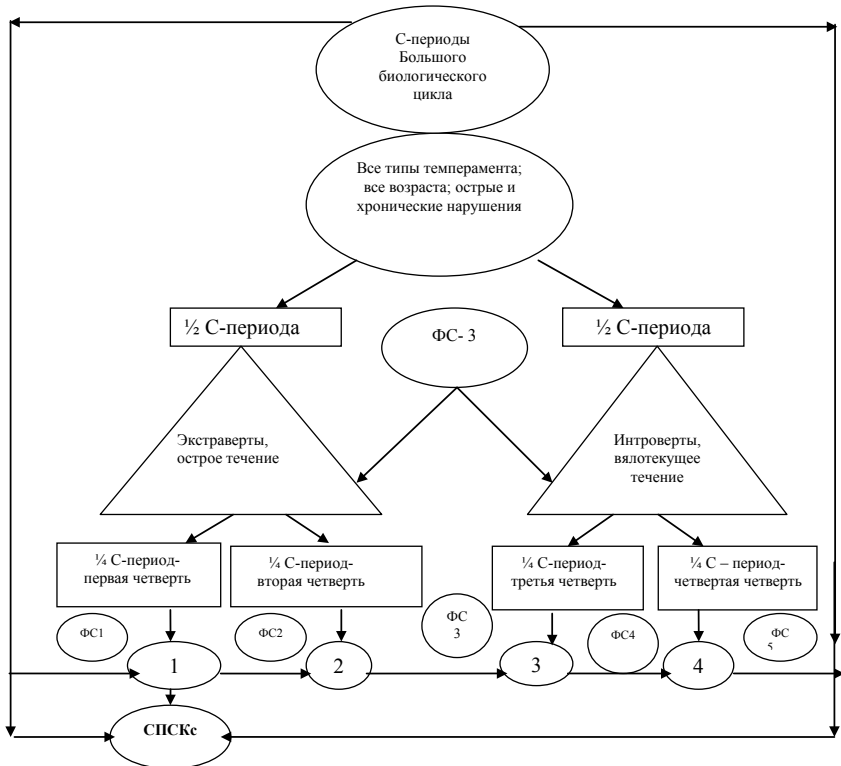 С-периоды
Большого
биологического
цикла
Все типы темперамента;
все возраста; острые и
хронические нарушения
½ С-периода
ФС- 3
½ С-периода
Экстраверты,
острое течение
Интроверты,
вялотекущее
течение
¼ С-период-
первая четверть
¼ С-период-
вторая четверть
¼ С-период-
третья четверть
¼ С – период-
четвертая четверть
ФС1
ФС2
ФС
3
ФС4
ФС
5
1
2
3
4
СПСКс